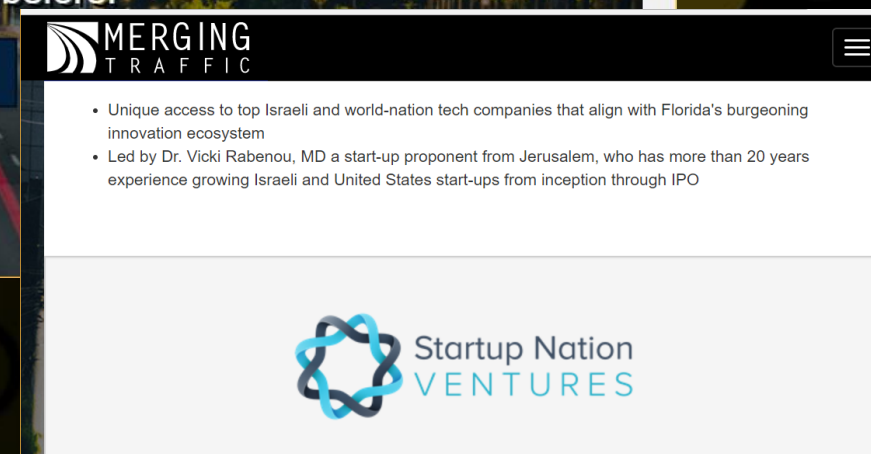 MERGING
TRAFFIC
• Unique access to top Israeli and world-nation tech companies that align with Florida's burgeoning
innovation ecosystem
• Led by Dr. Vicki Rabenou, MD a start-up proponent from Jerusalem, who has more than 20 years
experience growing Israeli and United States start-ups from inception through IPO
Startup Nation
VENTURES